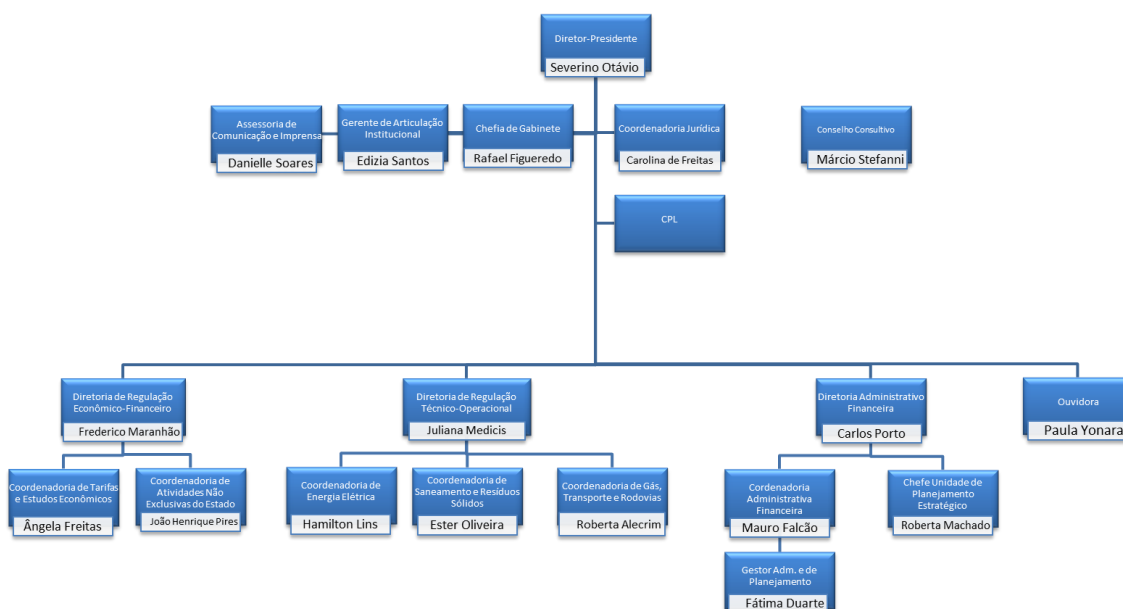 Diretor-Presidente
Severino Otávio
Assessoria de
Comunicação e Imprensa
Danielle Soares
Gerente de Articulação
Institucional
Edizia Santos
Chefia de Gabinete
Rafael Figueredo
Coordenadoria Jurídica
Carolina de Freitas
Conselho Consultivo
Márcio Stefanni
CPL
Diretoria de Regulação
Econômico-Financeiro
Frederico Maranhão
Diretoria de Regulação
Técnico-Operacional
Juliana Medicis
Diretoria Administrativo
Financeira
Carlos Porto
Ouvidora
Paula Yonara
Coordenadoria de Tarifas
e Estudos Econômicos
Ângela Freitas
Coordenadoria de
Atividades Não
Exclusivas do Estado
João Henrique Pires
Coordenadoria de
Energia Elétrica
Hamilton Lins
Coordenadoria de
Saneamento e Resíduos
Sólidos
Ester Oliveira
Coordenadoria de Gás,
Transporte e Rodovias
Roberta Alecrim
Cordenadoria
Administrativa
Financeira
Mauro Falcão
Chefe Unidade de
Planejamento
Estratégico
Roberta Machado
Gestor Adm. e de
Planejamento
Fátima Duarte